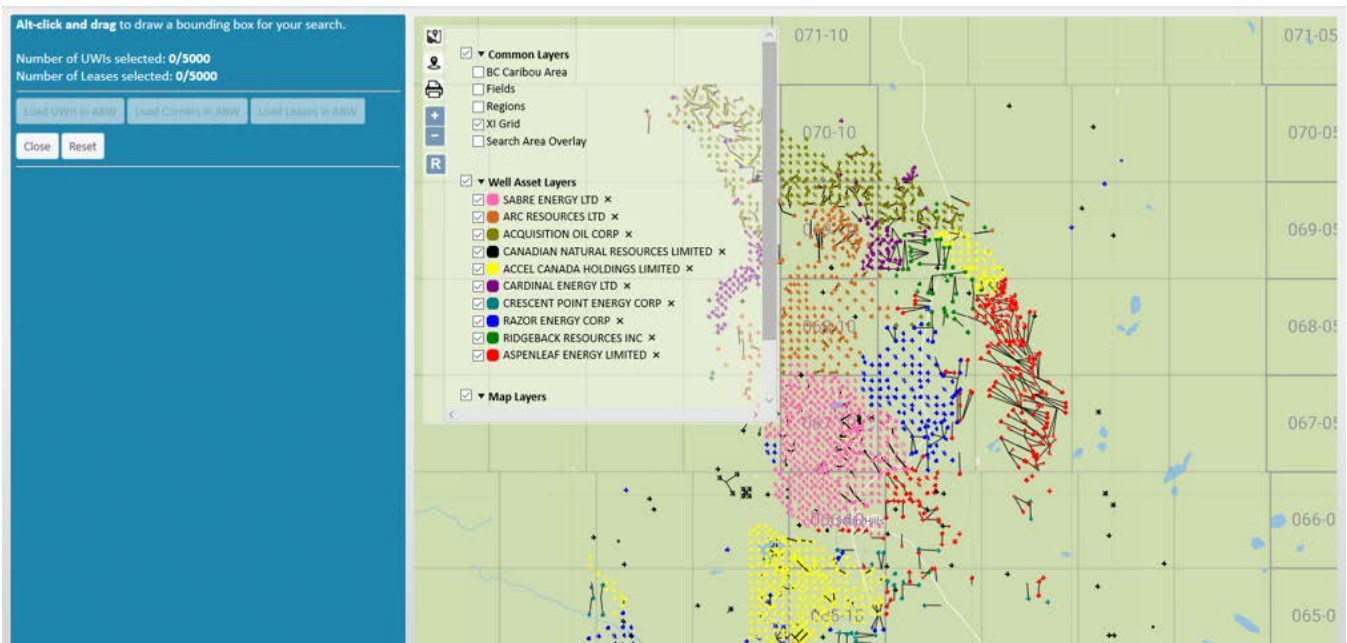 Alt-click and drag to draw a bounding box for your search.
Number of UWIs selected: 0/5000
Number of Leases selected: 0/5000
Load UWIs in ABW
Load Corners in ABW
Load Leases in ABW
Close
Reset
R
Common Layers
BC Caribou Area
Fields
Regions
XI Grid
Search Area Overlay
Well Asset Layers
SABRE ENERGY LTD ×
ARC RESOURCES LTD ×
ACQUISITION OIL CORP ×
CANADIAN NATURAL RESOURCES LIMITED ×
ACCEL CANADA HOLDINGS LIMITED ×
CARDINAL ENERGY LTD ×
CRESCENT POINT ENERGY CORP ×
RAZOR ENERGY CORP ×
RIDGEBACK RESOURCES INC ×
ASPENLEAF ENERGY LIMITED ×
Map Layers
071-10
071-05
070-10
070-05
069-05
068-10
068-05
067-05
066-0
065-10
065-0